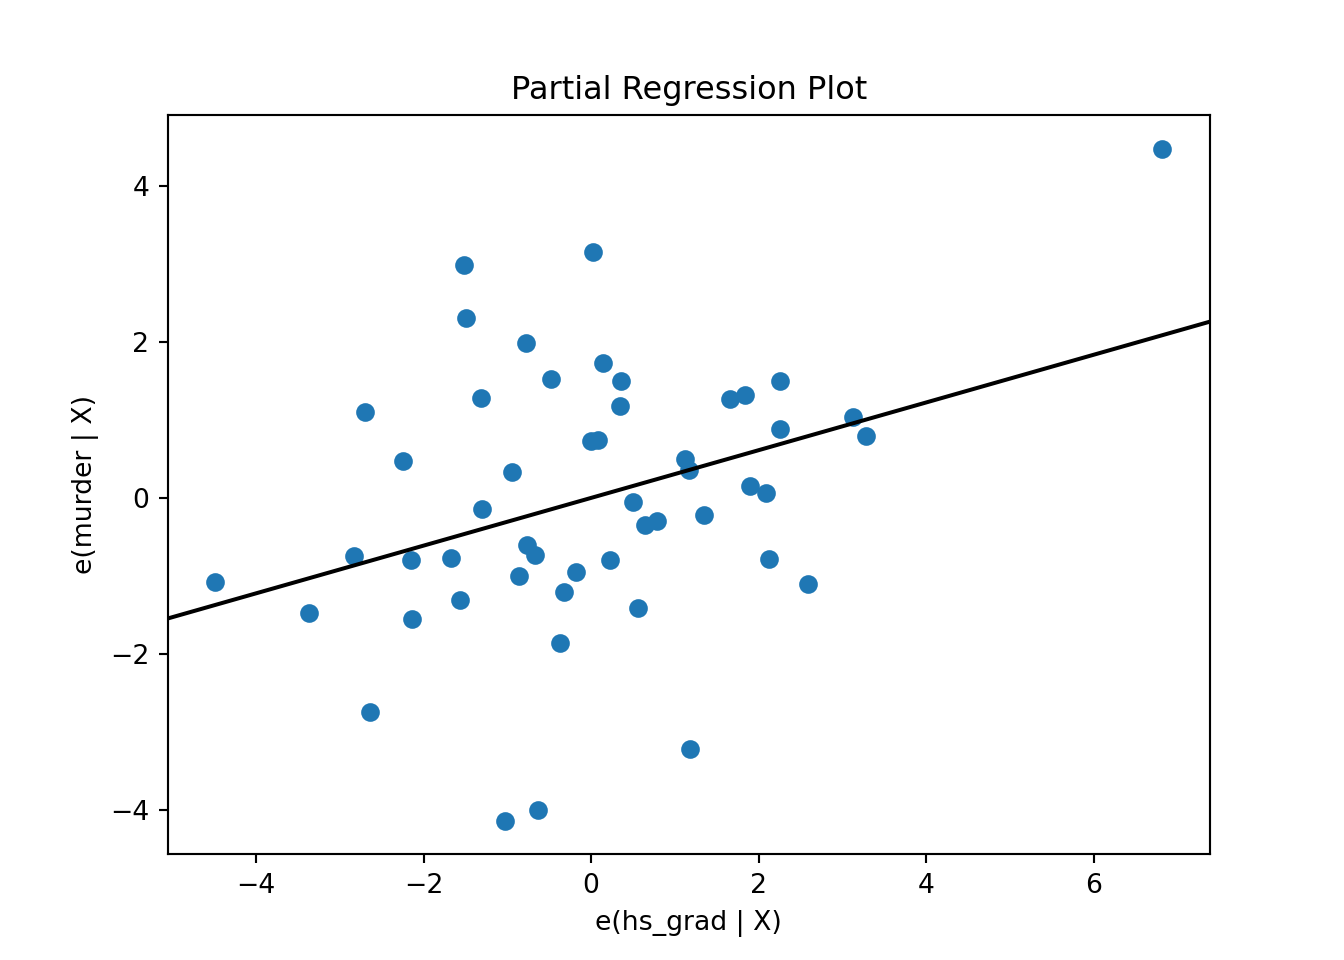 Partial Regression Plot
4
2
0
−2
−4
e(murder | X)
−4 −2 0 2 4 6
e(hs_grad | X)